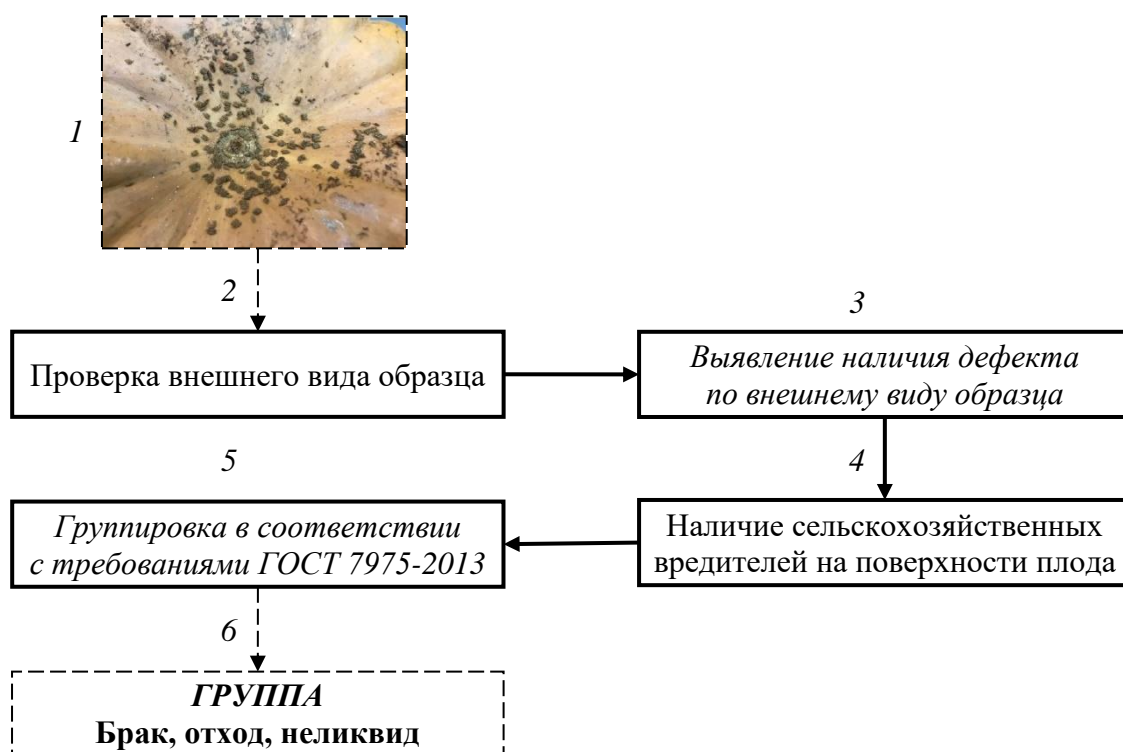 1
2
3
Проверка внешнего вида образца
Выявление наличия дефекта
по внешнему виду образца
5
4
Группировка в соответствии
с требованиями ГОСТ 7975-2013
Наличие сельскохозяйственных
вредителей на поверхности плода
6
ГРУППА
Брак, отход, неликвид